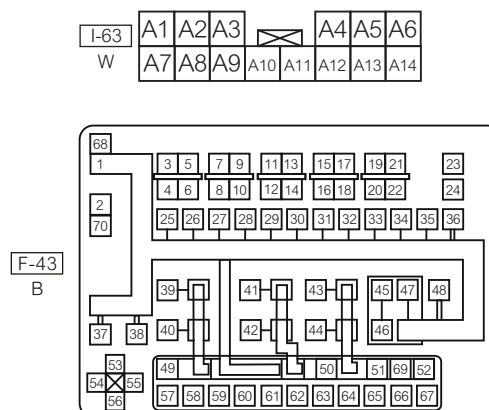 I-63
W
A1 A2 A3 A4 A5 A6
A7 A8 A9 A10 A11 A12 A13 A14
F-43
B
68
1
3 5 7 9 11 13 15 17 19 21 23
4 6 8 10 12 14 16 18 20 22 24
2
70
25 26 27 28 29 30 31 32 33 34 35 36
39 41 43 45 47 48
40 42 44 46
37 38
53
54 55
56
49 50 51 69 52
57 58 59 60 61 62 63 64 65 66 67